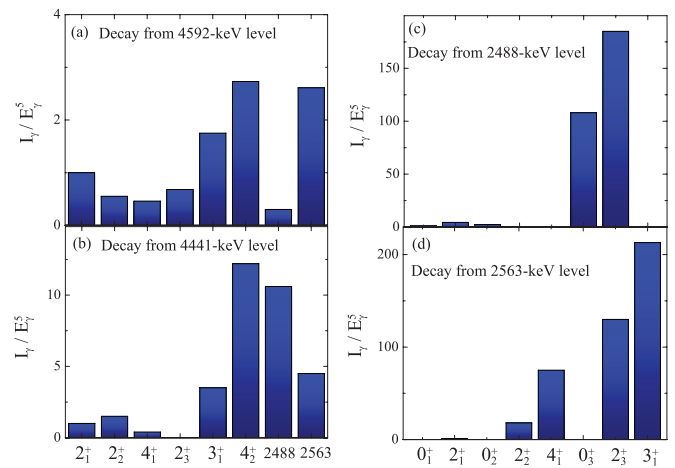 (a) Decay from 4592-keV level
I_γ / E_γ^5
4
2
0
(b) Decay from 4441-keV level
I_γ / E_γ^5
10
5
0
2_1^+ 2_2^+ 4_1^+ 2_3^+ 3_1^+ 4_2^+ 2488 2563
(c)
Decay from 2488-keV level
I_γ / E_γ^5
150
100
50
0
(d)
Decay from 2563-keV level
I_γ / E_γ^5
200
100
0
0_1^+ 2_1^+ 0_2^+ 2_2^+ 4_1^+ 0_3^+ 2_3^+ 3_1^+